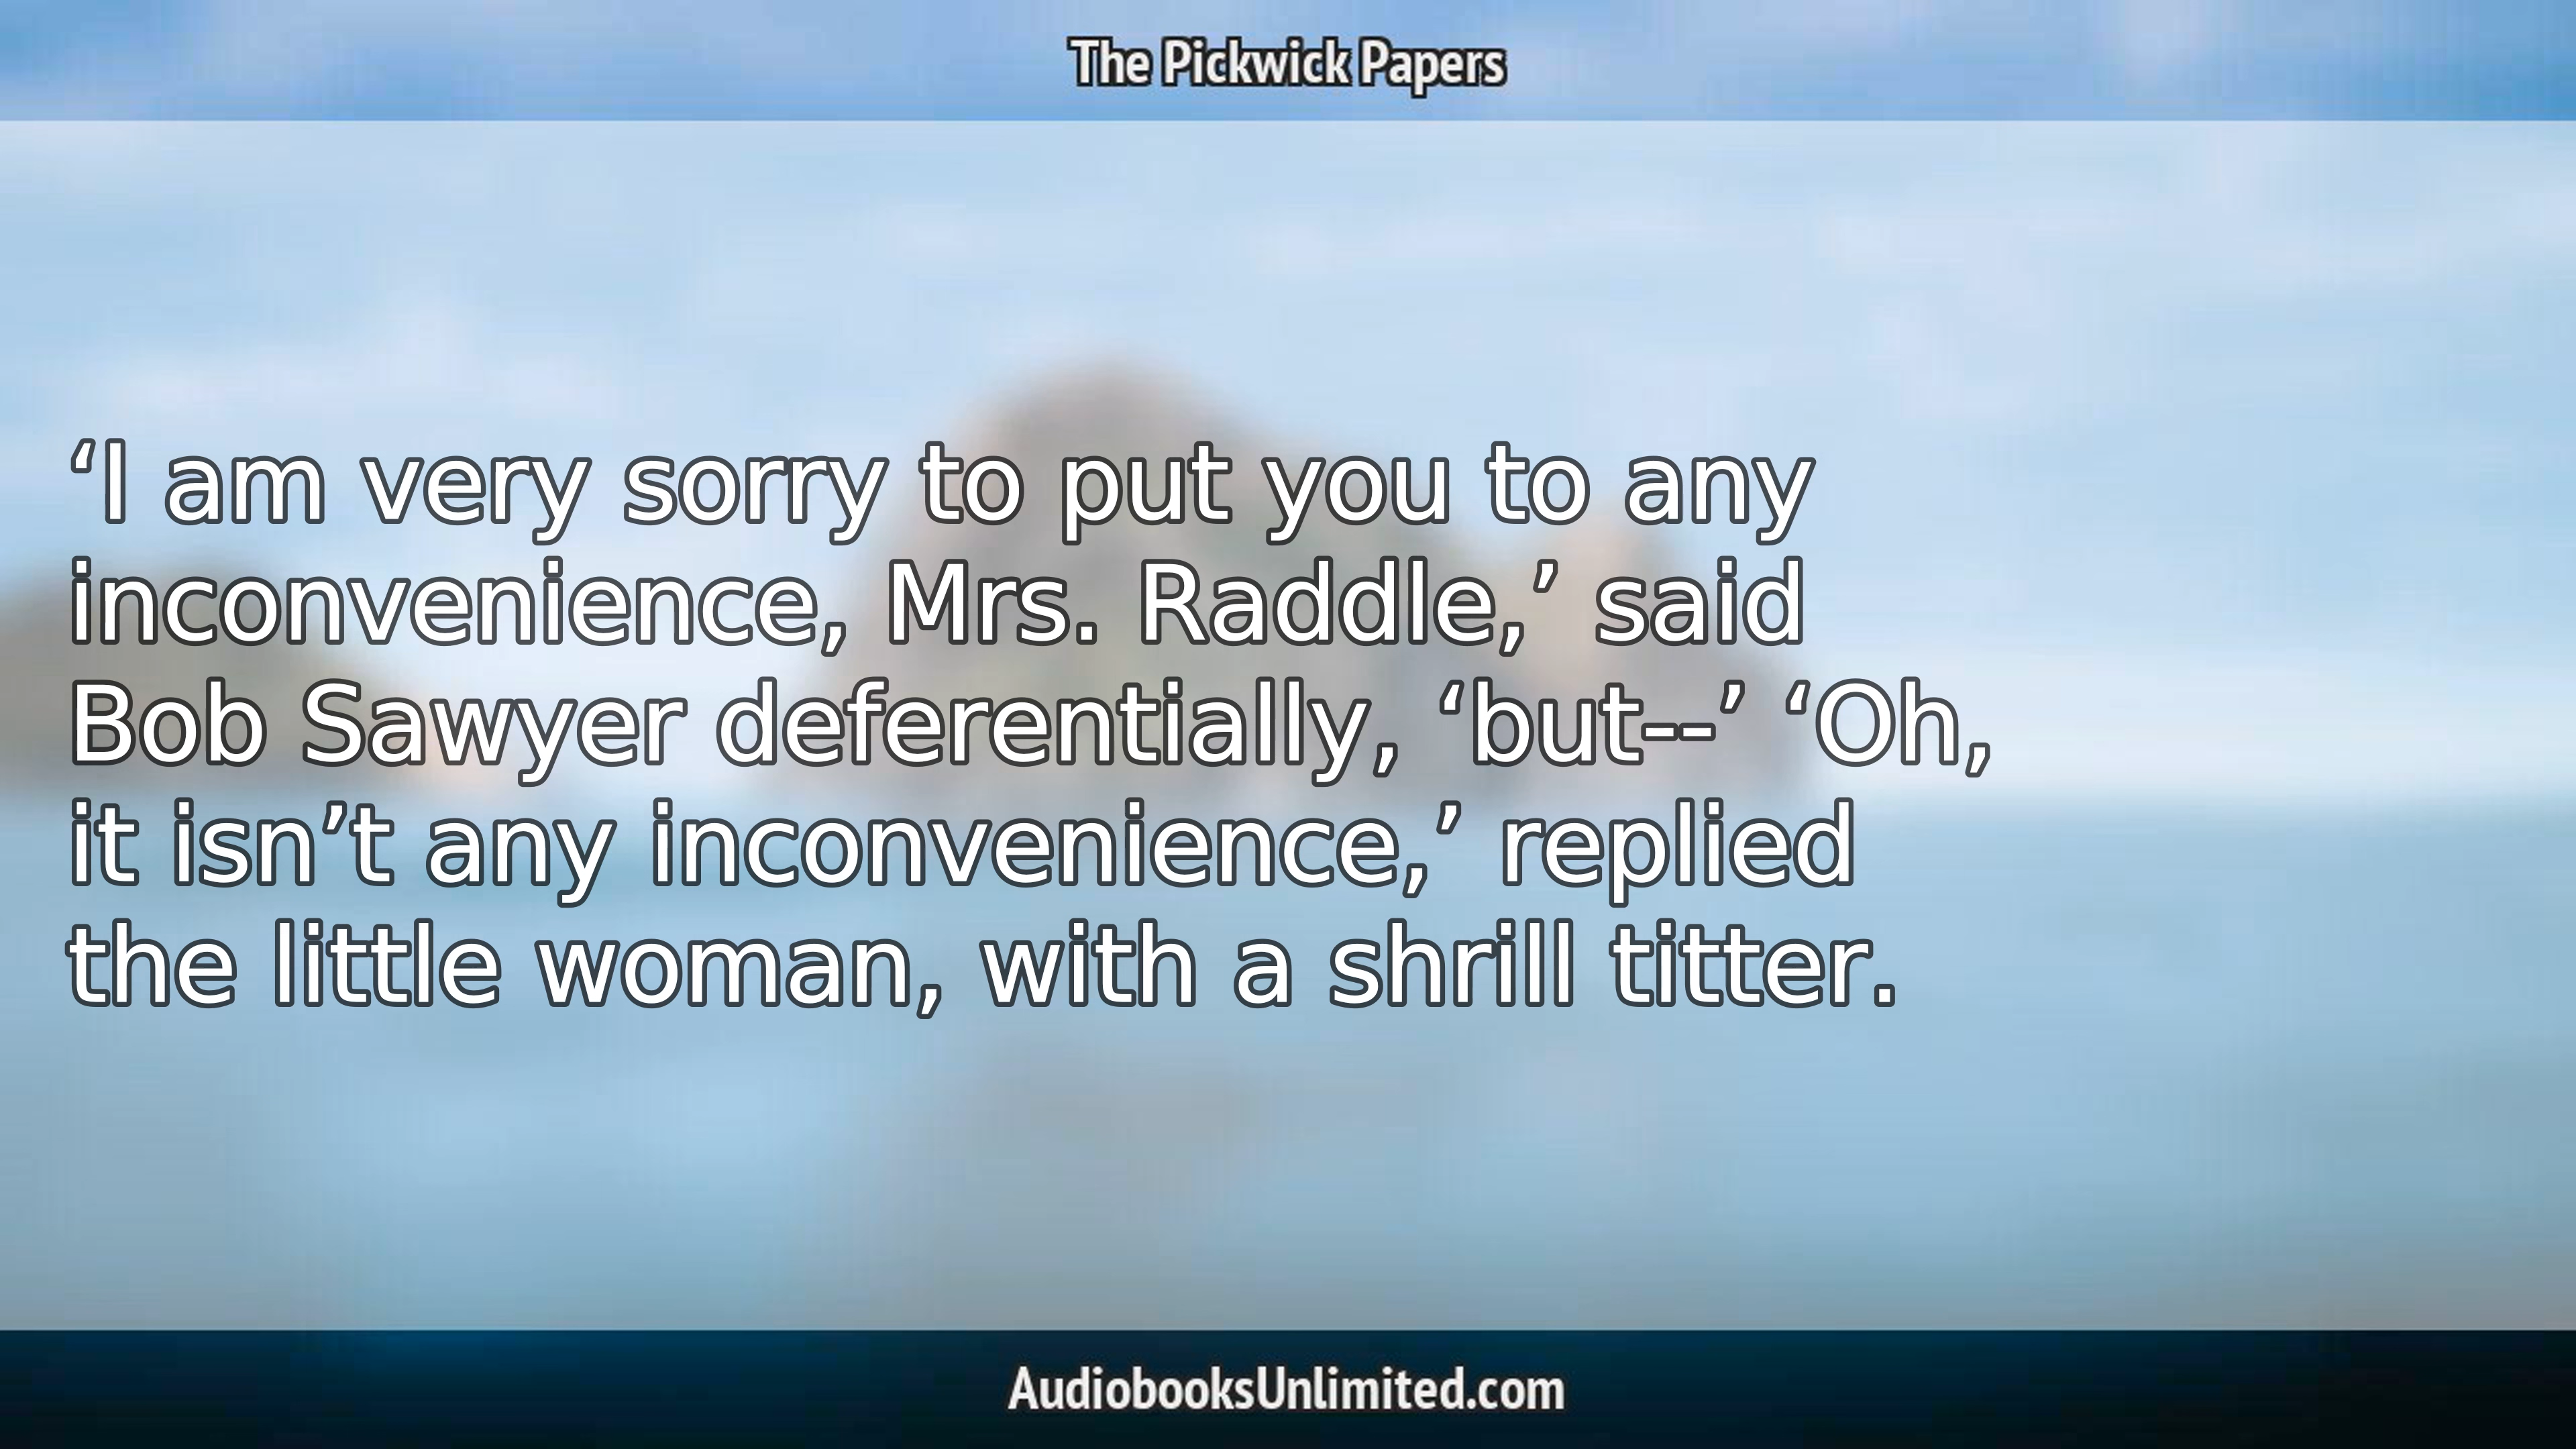 The Pickwick Papers
‘I am very sorry to put you to any
inconvenience, Mrs. Raddle,’ said
Bob Sawyer deferentially, ‘but--’ ‘Oh,
it isn’t any inconvenience,’ replied
the little woman, with a shrill titter.
AudiobooksUnlimited.com